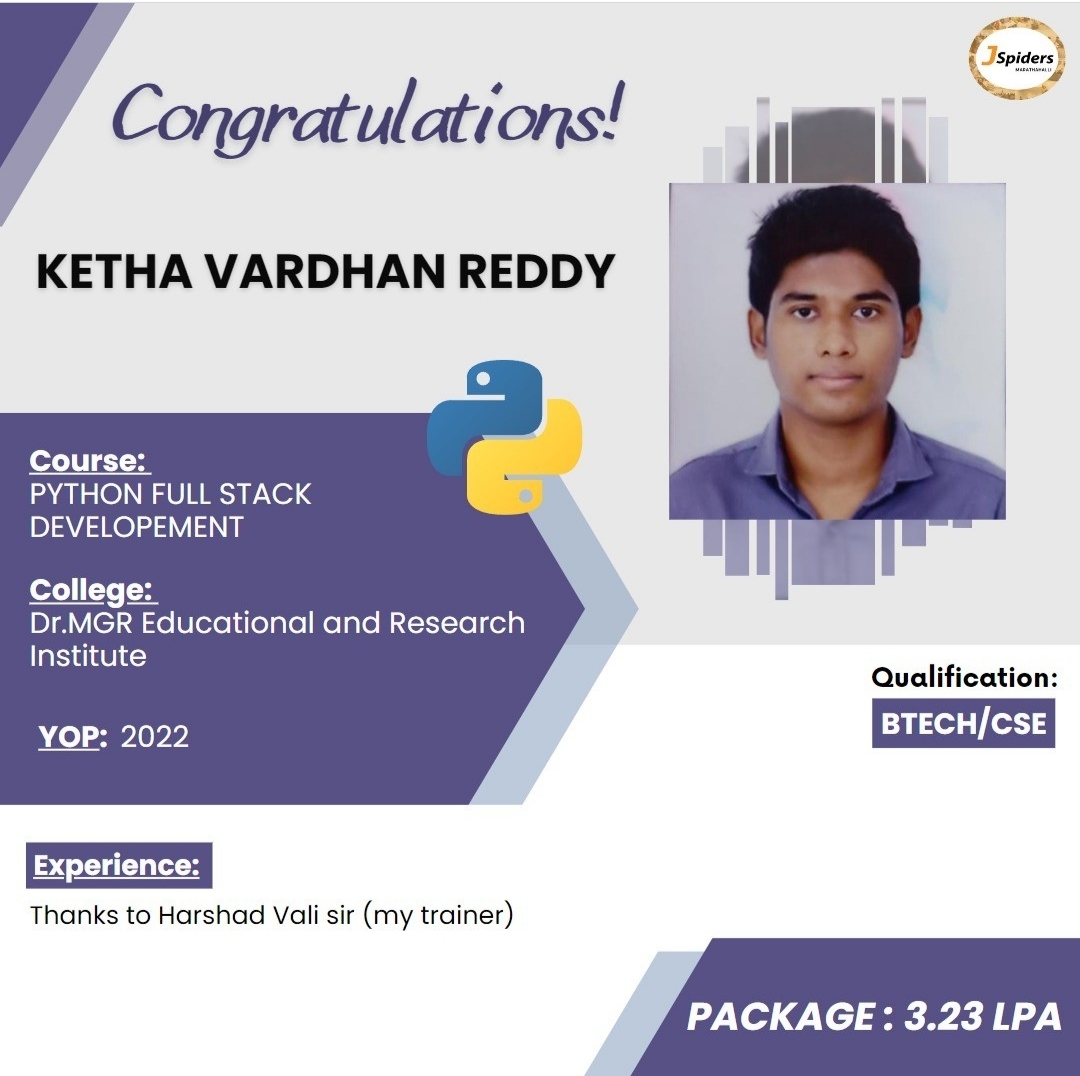 JSpiders
MARATHAHALLI
Congratulations!
KETHA VARDHAN REDDY
Course:
PYTHON FULL STACK
DEVELOPEMENT
College:
Dr.MGR Educational and Research
Institute
YOP: 2022
Qualification:
BTECH/CSE
Experience:
Thanks to Harshad Vali sir (my trainer)
PACKAGE : 3.23 LPA